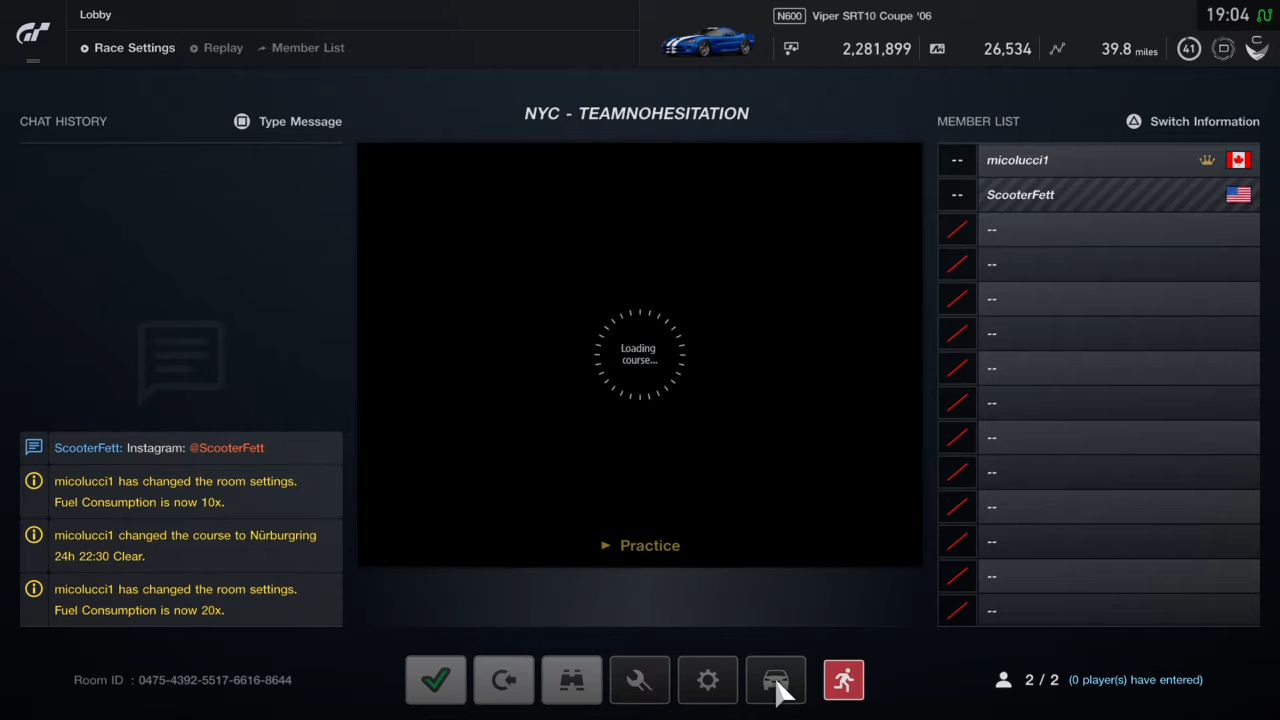 Lobby
Race Settings Replay Member List
N600 Viper SRT10 Coupe '06
2,281,899 26,534 39.8 miles 41 C
19:04
CHAT HISTORY Type Message
NYC - TEAMNOHESITATION
MEMBER LIST Switch Information
-- micolucci1
-- ScooterFett
--
--
--
--
--
--
--
--
--
--
--
--
Loading
course...
Practice
ScooterFett: Instagram: @ScooterFett
micolucci1 has changed the room settings.
Fuel Consumption is now 10x.
micolucci1 changed the course to Nürburgring
24h 22:30 Clear.
micolucci1 has changed the room settings.
Fuel Consumption is now 20x.
Room ID : 0475-4392-5517-6616-8644
2 / 2 (0 player(s) have entered)